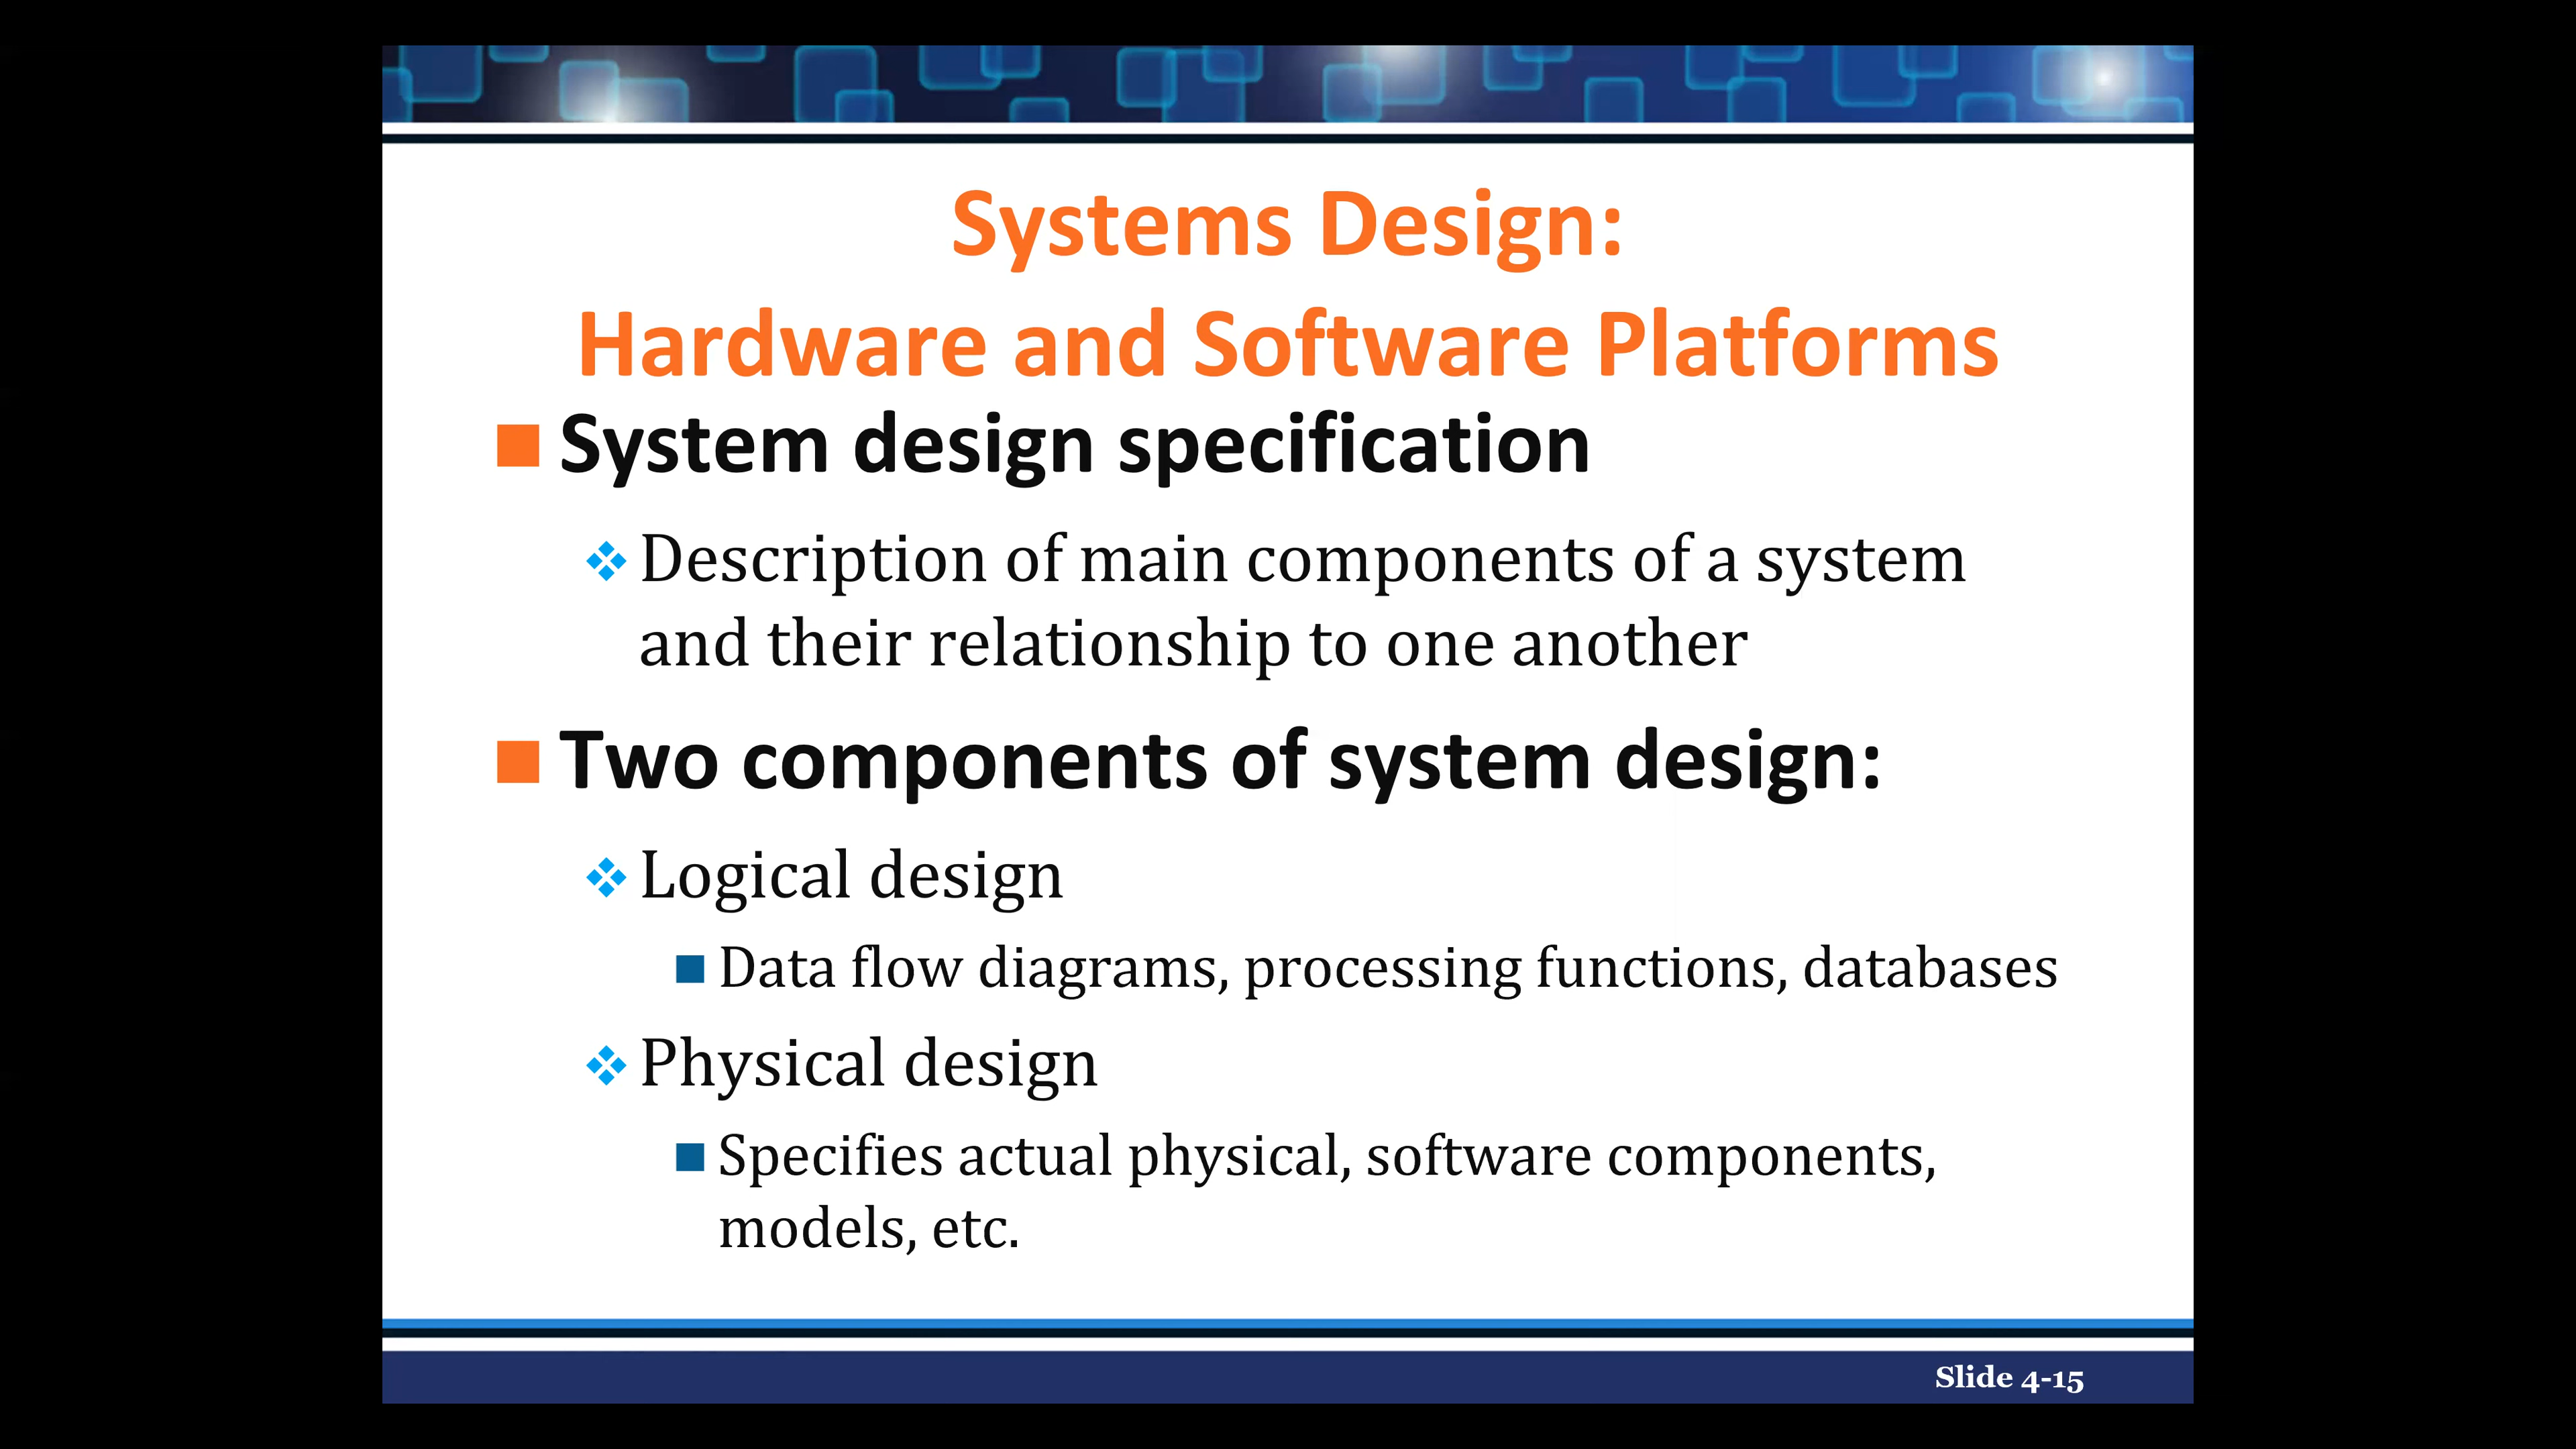 Systems Design:
Hardware and Software Platforms
System design specification
Description of main components of a system
and their relationship to one another
Two components of system design:
Logical design
Data flow diagrams, processing functions, databases
Physical design
Specifies actual physical, software components,
models, etc.
Slide 4-15